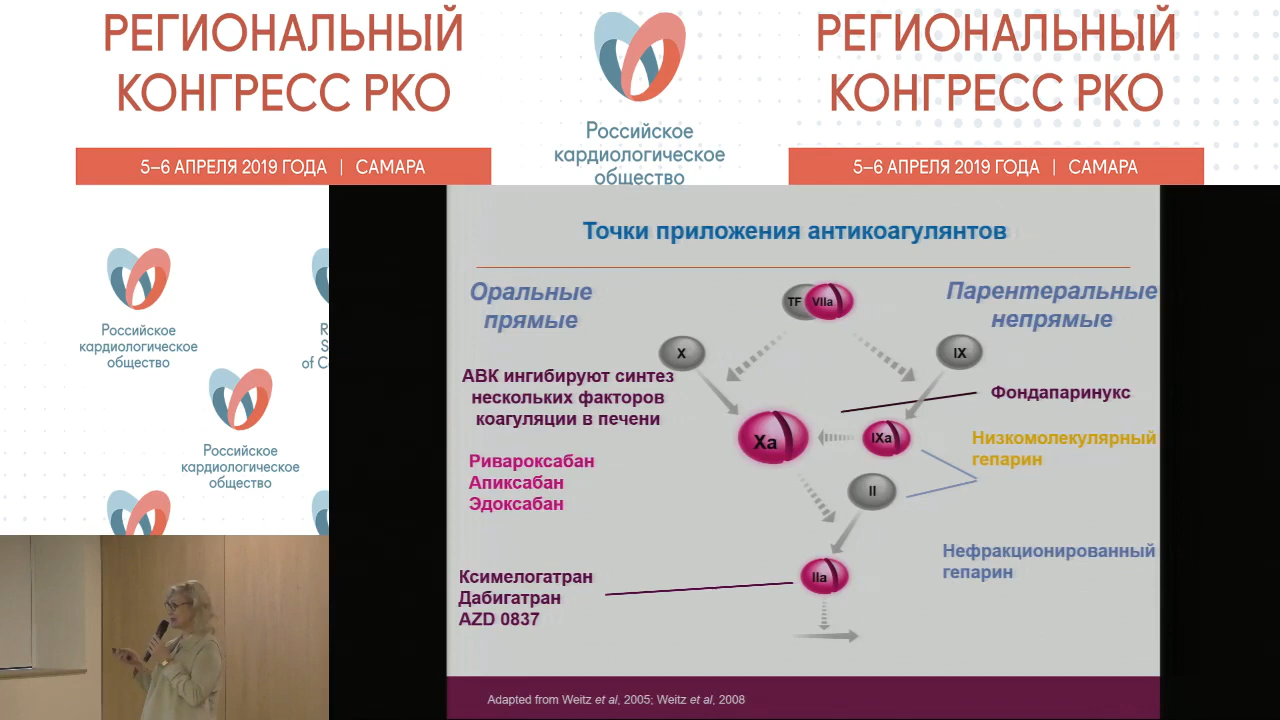 РЕГИОНАЛЬНЫЙ
КОНГРЕСС РКО
5–6 АПРЕЛЯ 2019 ГОДА | САМАРА
Российское
кардиологическое
общество
РЕГИОНАЛЬНЫЙ
КОНГРЕСС РКО
5–6 АПРЕЛЯ 2019 ГОДА | САМАРА
Российское
кардиологическое
общество
R
S
of C
Российское
кардиологическое
общество
Точки приложения антикоагулянтов
Оральные
прямые
Парентеральные
непрямые
TF
VIIa
X
IX
АВК ингибируют синтез
нескольких факторов
коагуляции в печени
Фондапаринукс
Xa
IXa
Низкомолекулярный
гепарин
Ривароксабан
Апиксабан
Эдоксабан
II
Нефракционированный
гепарин
IIa
Ксимелогатран
Дабигатран
AZD 0837
Adapted from Weitz et al, 2005; Weitz et al, 2008